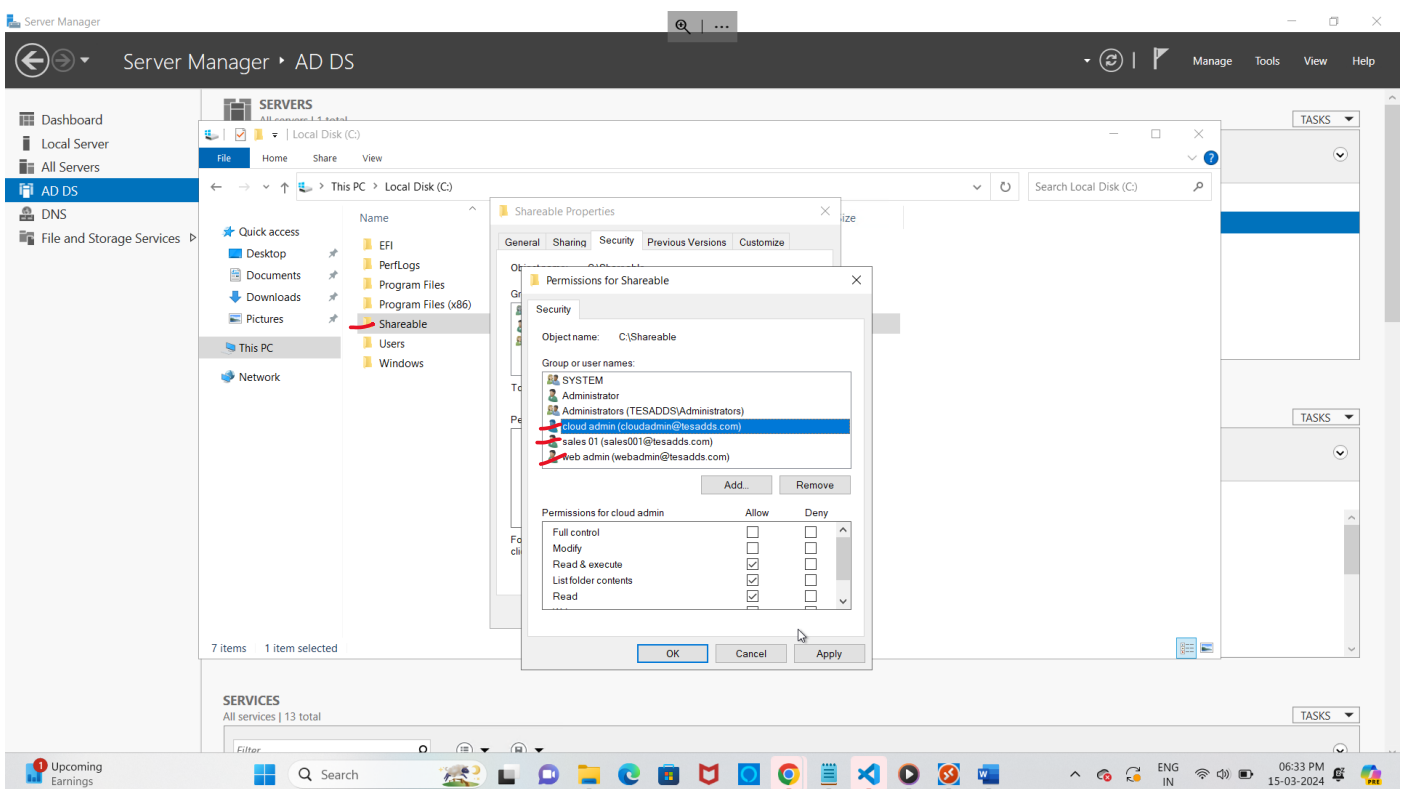 Server Manager
Server Manager ‣ AD DS
Manage Tools View Help
Dashboard
Local Server
All Servers
AD DS
DNS
File and Storage Services
SERVERS
All servers | 1 total
TASKS
Local Disk (C:)
File Home Share View
This PC > Local Disk (C:)
Search Local Disk (C:)
Quick access
Desktop
Documents
Downloads
Pictures
This PC
Network
Name
EFI
PerfLogs
Program Files
Program Files (x86)
Shareable
Users
Windows
7 items 1 item selected
Shareable Properties
General Sharing Security Previous Versions Customize
Permissions for Shareable
Security
Object name: C:\Shareable
Group or user names:
SYSTEM
Administrator
Administrators (TESADDS\Administrators)
cloud admin (cloudadmin@tesadds.com)
sales 01 (sales001@tesadds.com)
web admin (webadmin@tesadds.com)
Add... Remove
Permissions for cloud admin Allow Deny
Full control
Modify
Read & execute
List folder contents
Read
OK Cancel Apply
TASKS
SERVICES
All services | 13 total
TASKS
Filter
1
Upcoming
Earnings
Search
ENG
IN
06:33 PM
15-03-2024
PRE